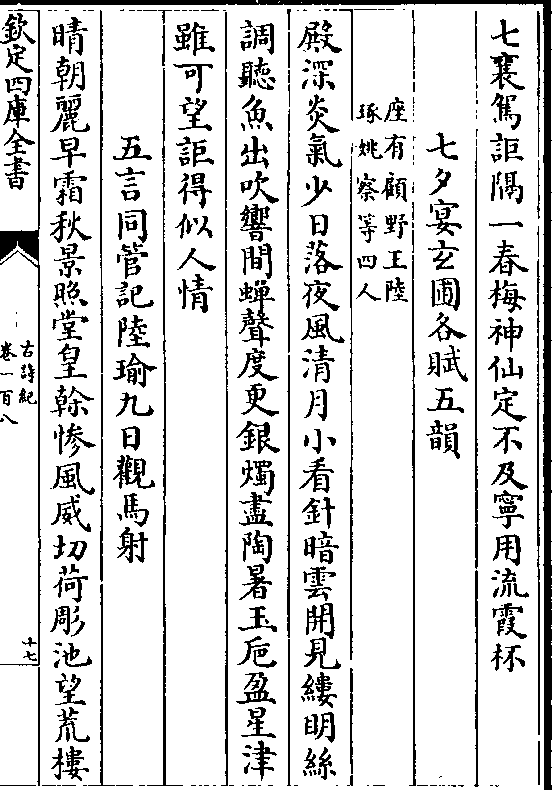 七襄駕詎隅一春梅神仙定不及寧用流霞杯
七夕宴玄圃各賦五韻
座有顧野王陸
琢姚察等四人
殿深炎氣少日落夜風清月小看針暗雲開見縷明絲
調聽魚出吹響間蟬聲度更銀燭盡陶暑玉巵盈星津
雖可望詎得似人情
五言同管記陸瑜九日觀馬射
晴朝麗早霜秋景照堂皇榦慘風威切荷彫池望荒樓
欽定四庫全書
古詩紀
卷一百八
十七